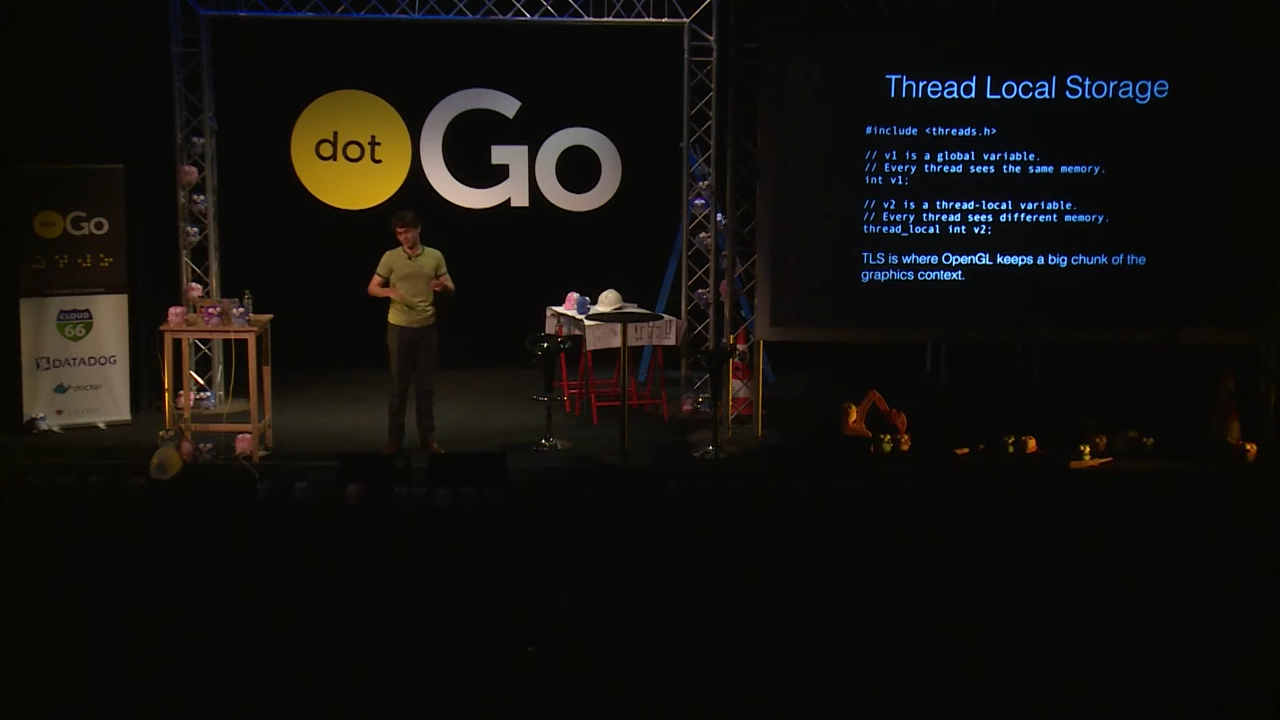 dot Go
Go
CLOUD
66
DATADOG
docker
Thread Local Storage
#include <threads.h>
// v1 is a global variable.
// Every thread sees the same memory.
int v1;
// v2 is a thread-local variable.
// Every thread sees different memory.
thread_local int v2;
TLS is where OpenGL keeps a big chunk of the
graphics context.